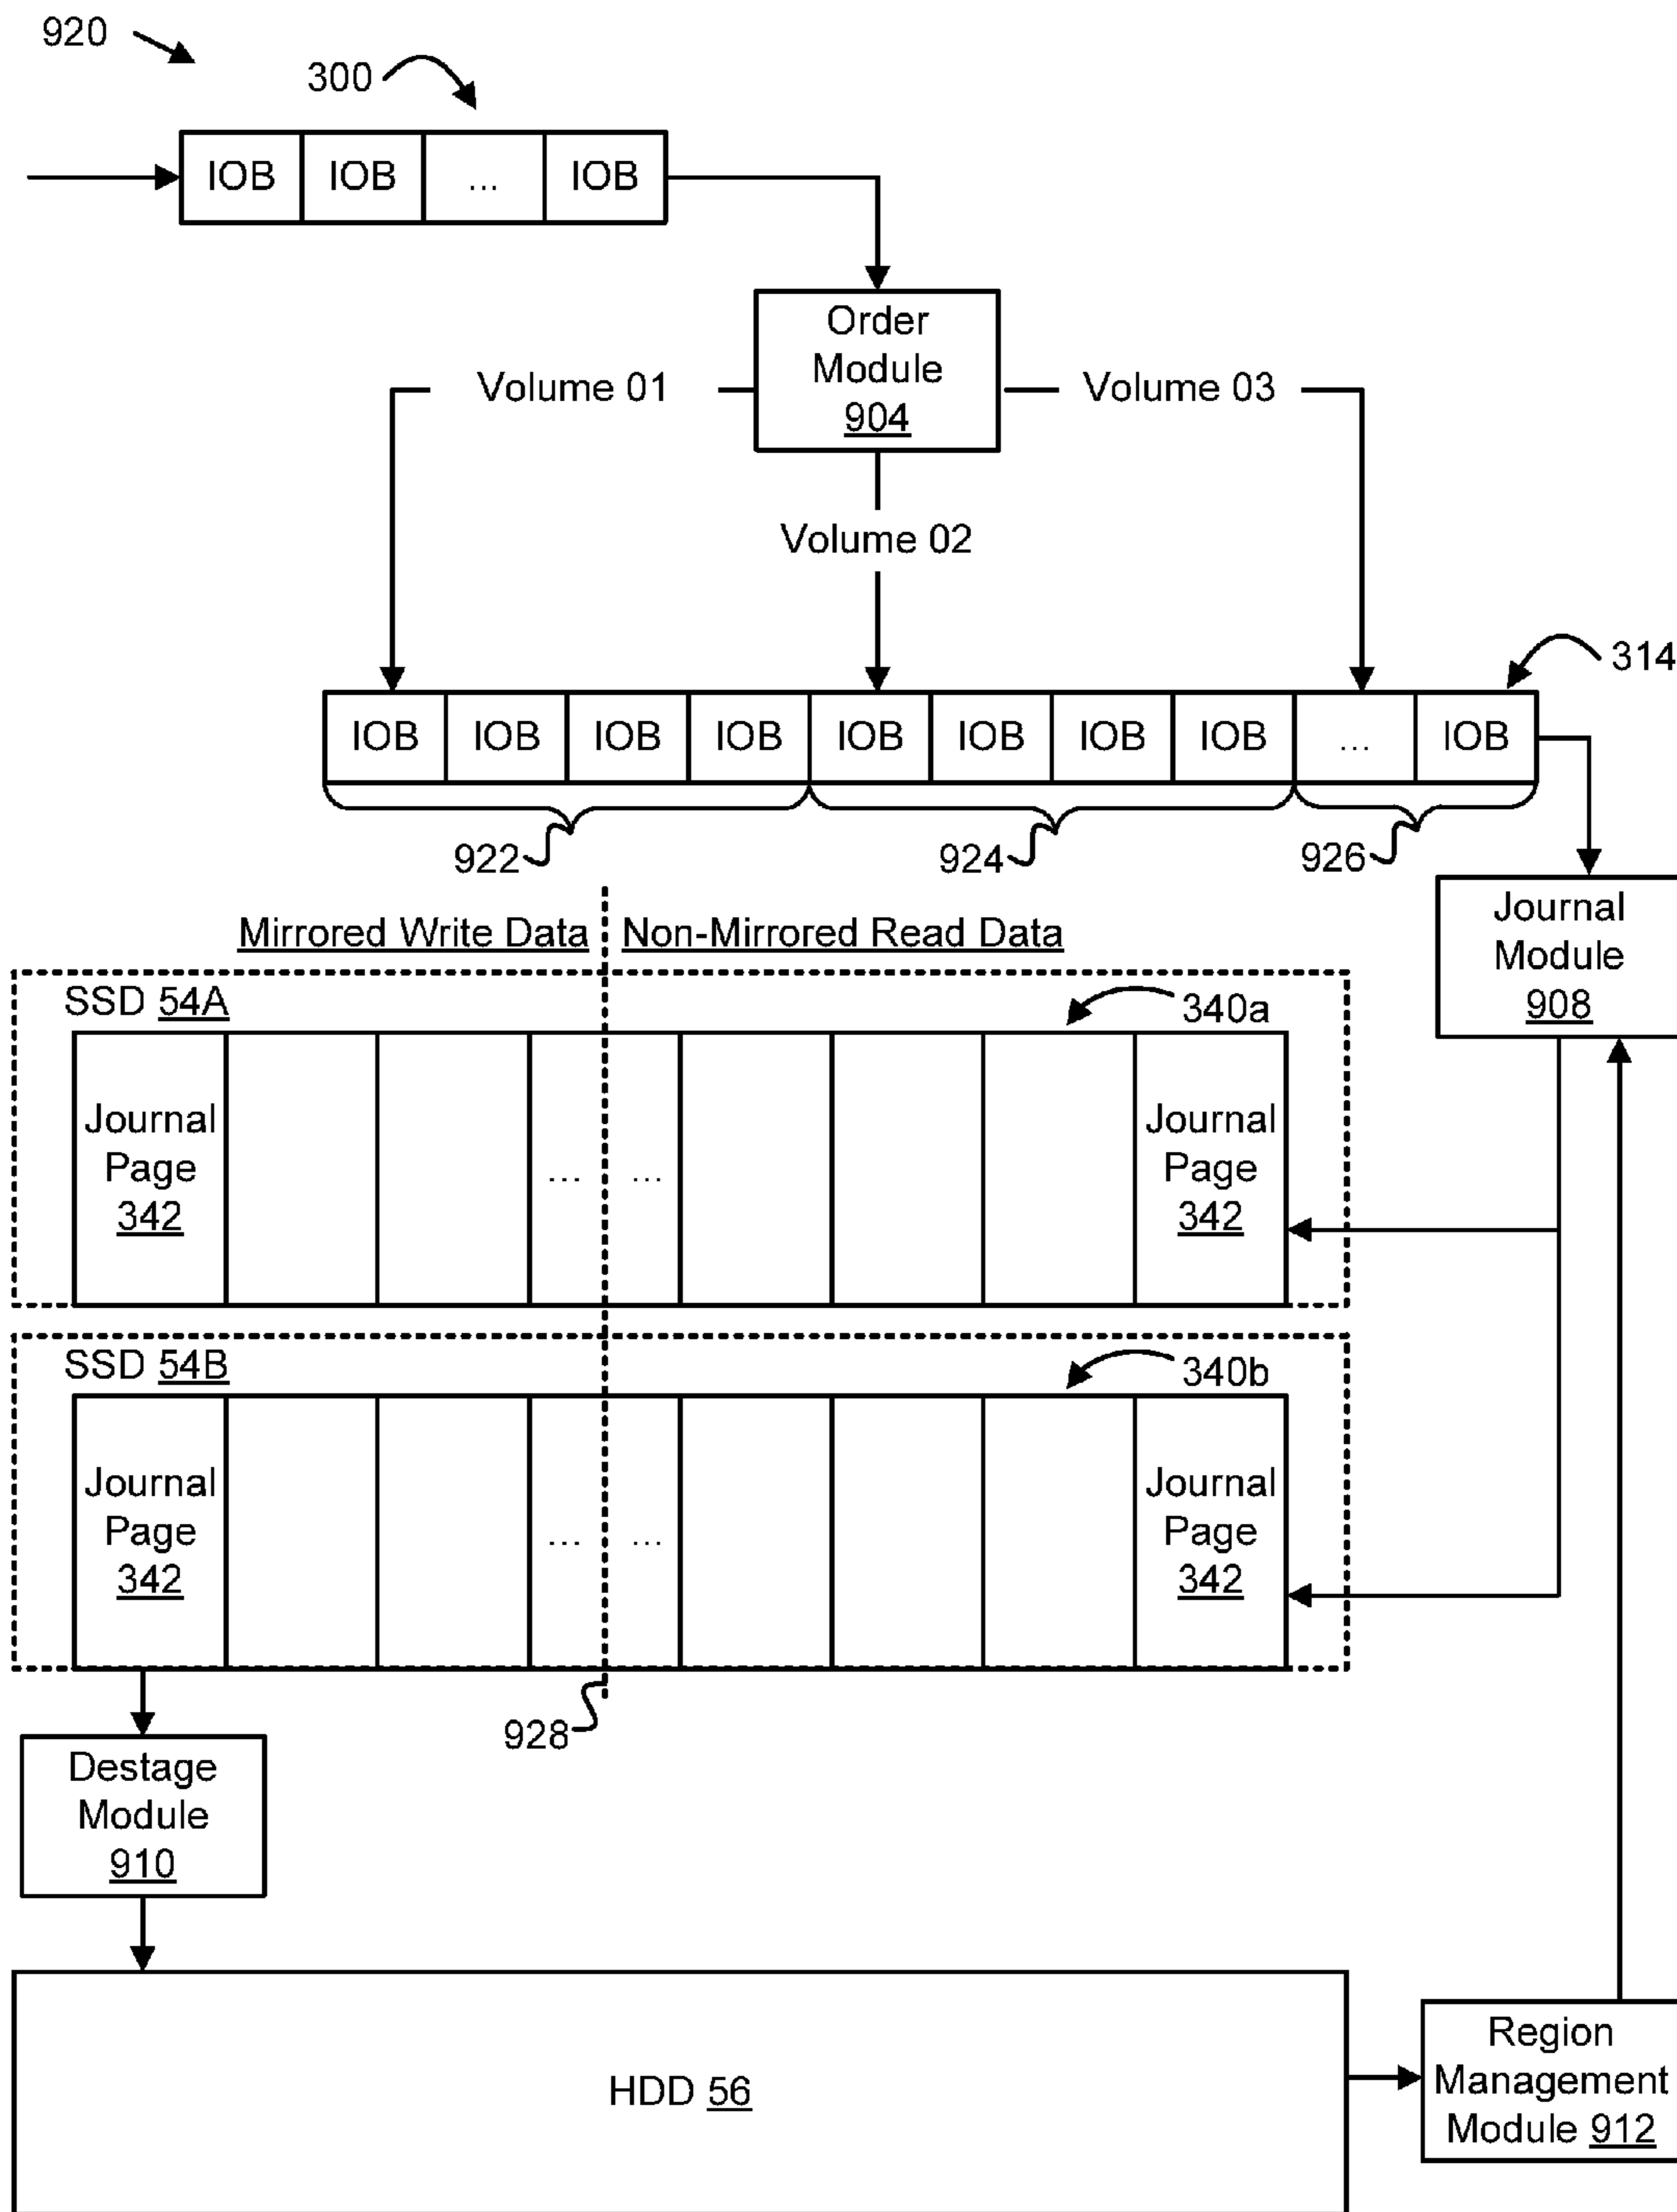 920
300
IOB IOB ... IOB
Order
Module
904
Volume 01
Volume 03
Volume 02
314
IOB IOB IOB IOB IOB IOB IOB IOB ... IOB
922
924
926
Mirrored Write Data
Non-Mirrored Read Data
Journal
Module
908
SSD 54A
340a
Journal
Page
342
... ...
Journal
Page
342
SSD 54B
340b
Journal
Page
342
... ...
Journal
Page
342
928
Destage
Module
910
HDD 56
Region
Management
Module 912